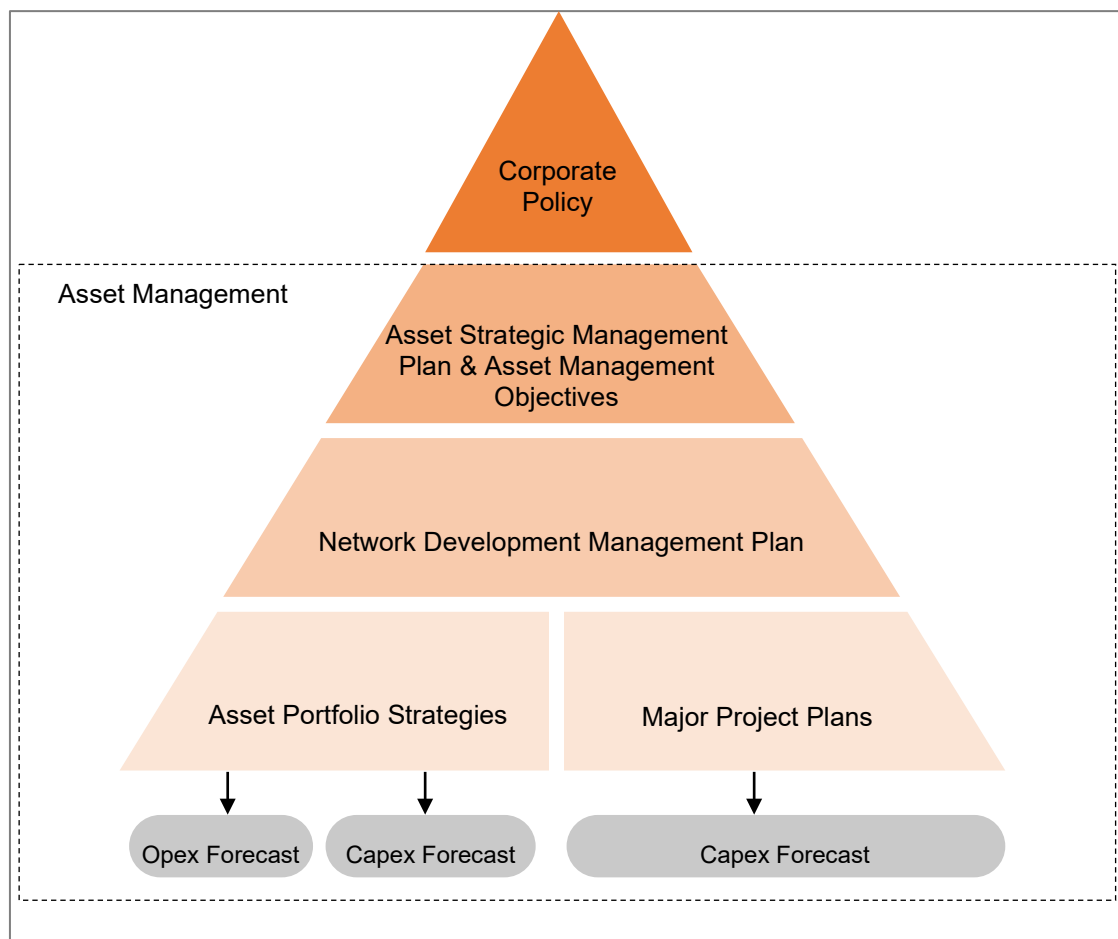 Corporate
Policy
Asset Management
Asset Strategic Management
Plan & Asset Management
Objectives
Network Development Management Plan
Asset Portfolio Strategies
Major Project Plans
Opex Forecast
Capex Forecast
Capex Forecast